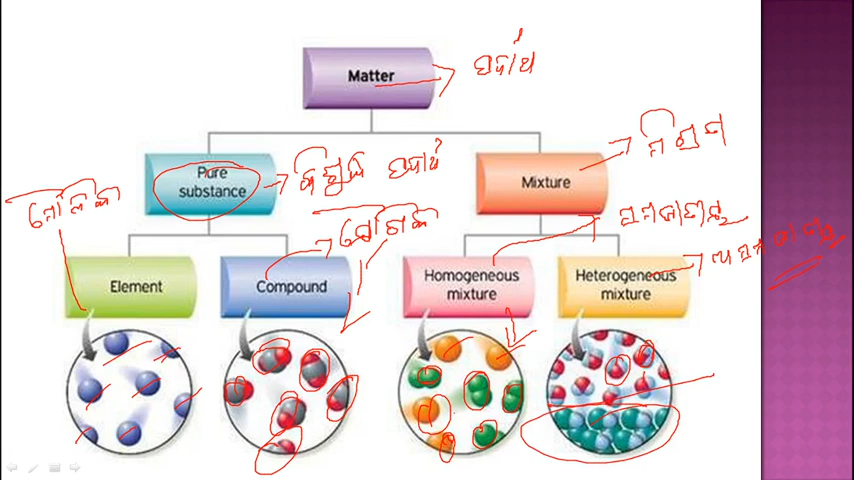 Matter
ପଦାର୍ଥ
Pure
substance
ପଦାର୍ଥ
Mixture
ମିଶ୍ରଣ
Element
Compound
Homogeneous
mixture
Heterogeneous
mixture